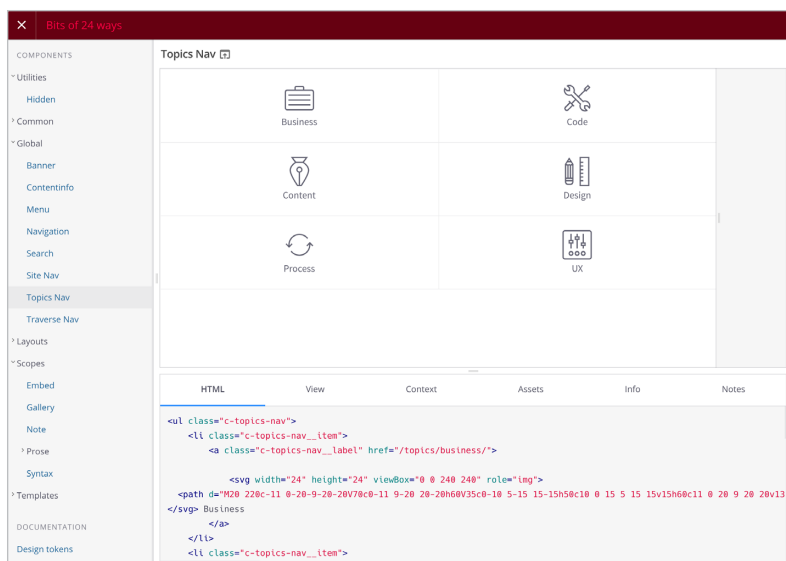 Bits of 24 ways
COMPONENTS
Utilities
Hidden
Common
Global
Banner
Contentinfo
Menu
Navigation
Search
Site Nav
Topics Nav
Traverse Nav
Layouts
Scopes
Embed
Gallery
Note
Prose
Syntax
Templates
DOCUMENTATION
Design tokens
Topics Nav
Business
Code
Content
Design
Process
UX
HTML View Context Assets Info Notes
<ul class="c-topics-nav">
<li class="c-topics-nav__item">
<a class="c-topics-nav__label" href="/topics/business/">
<svg width="24" height="24" viewBox="0 0 240 240" role="img">
<path d="M20 220c-11 0-20-9-20-20V70c0-11 9-20 20-20h60V35c0-10 5-15 15-15h50c10 0 15 5 15 15v15h60c11 0 20 9 20 20v13
</svg> Business
</a>
</li>
<li class="c-topics-nav__item">